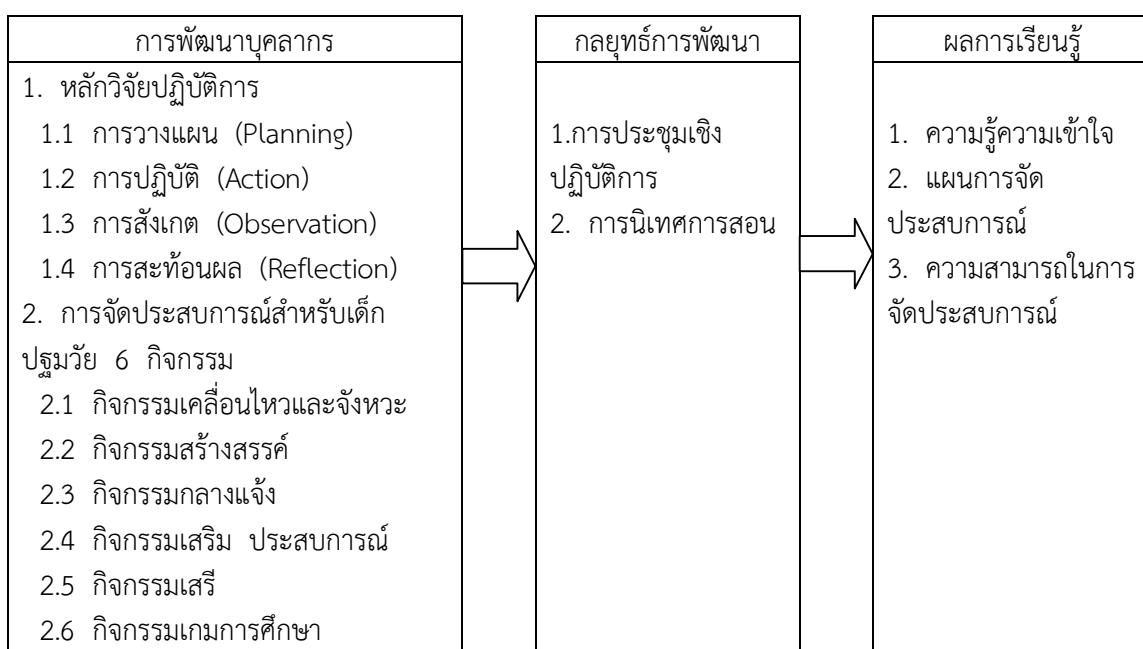 การพัฒนาบุคลากร
1. หลักวิจัยปฏิบัติการ
1.1 การวางแผน (Planning)
1.2 การปฏิบัติ (Action)
1.3 การสังเกต (Observation)
1.4 การสะท้อนผล (Reflection)
2. การจัดประสบการณ์สำหรับเด็ก
ปฐมวัย 6 กิจกรรม
2.1 กิจกรรมเคลื่อนไหวและจังหวะ
2.2 กิจกรรมสร้างสรรค์
2.3 กิจกรรมกลางแจ้ง
2.4 กิจกรรมเสริม ประสบการณ์
2.5 กิจกรรมเสรี
2.6 กิจกรรมเกมการศึกษา
กลยุทธ์การพัฒนา
1.การประชุมเชิง
ปฏิบัติการ
2. การนิเทศการสอน
ผลการเรียนรู้
1. ความรู้ความเข้าใจ
2. แผนการจัด
ประสบการณ์
3. ความสามารถในการ
จัดประสบการณ์